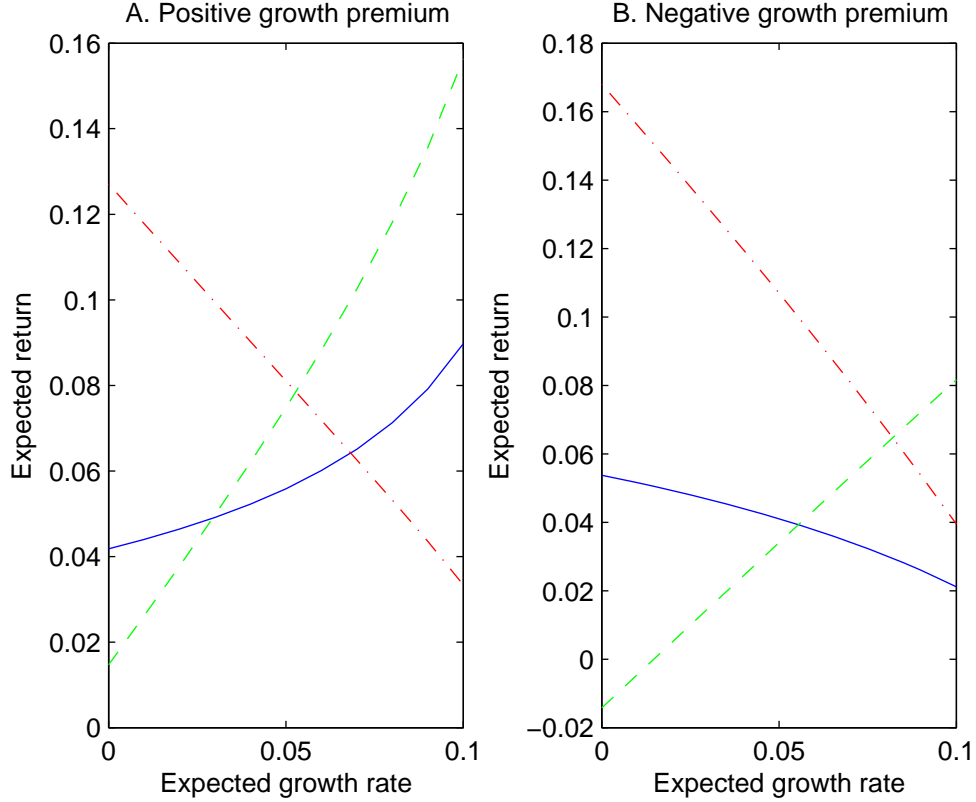 A. Positive growth premium
0.16
0.14
0.12
0.1
0.08
0.06
0.04
0.02
0
0 0.05 0.1
Expected return
Expected growth rate
B. Negative growth premium
0.18
0.16
0.14
0.12
0.1
0.08
0.06
0.04
0.02
0
−0.02
0 0.05 0.1
Expected return
Expected growth rate